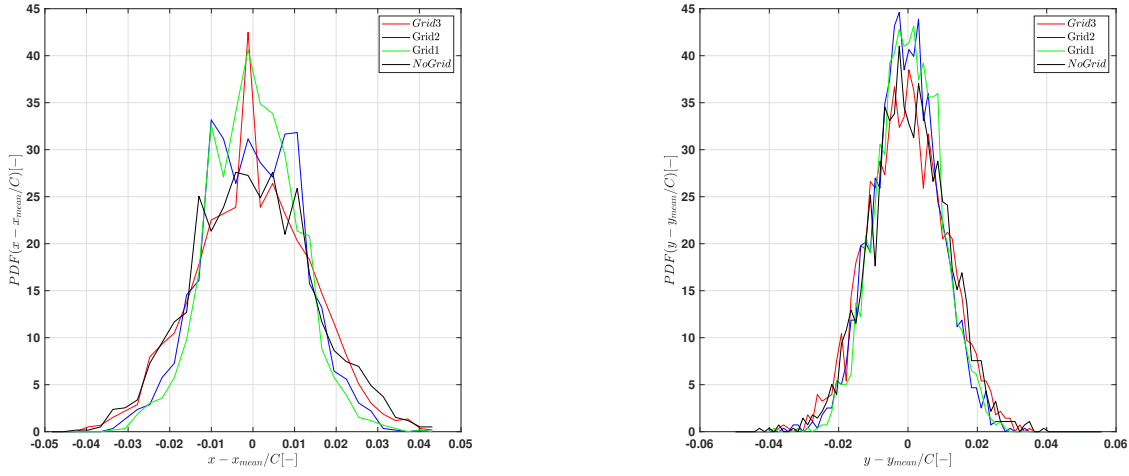 45
40
35
30
25
20
15
10
5
0
-0.05 -0.04 -0.03 -0.02 -0.01 0 0.01 0.02 0.03 0.04 0.05
x − x_mean/C[−]
PDF(x − x_mean/C)[−]
Grid3
Grid2
Grid1
NoGrid
45
40
35
30
25
20
15
10
5
0
-0.06 -0.04 -0.02 0 0.02 0.04 0.06
y − y_mean/C[−]
PDF(y − y_mean/C)[−]
Grid3
Grid2
Grid1
NoGrid